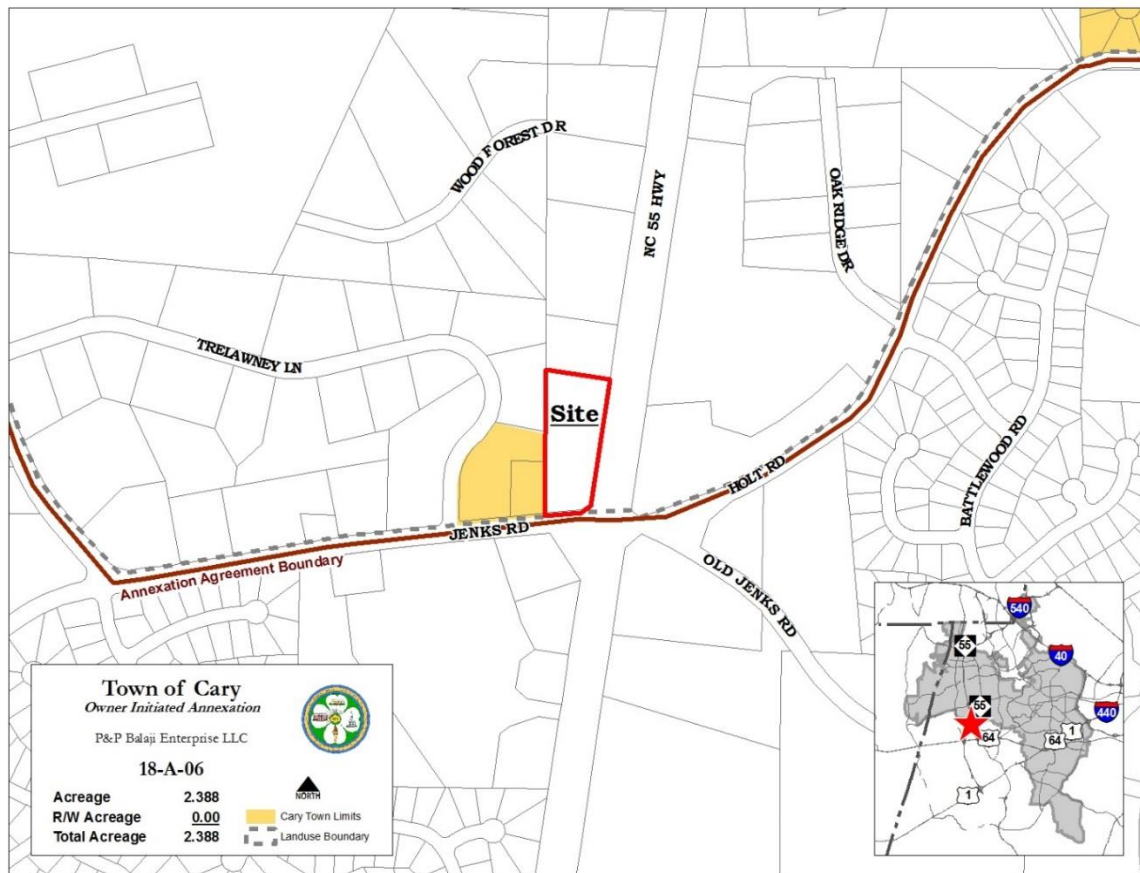 WOOD FOREST DR
NC 55 HWY
OAK RIDGE DR
TRELAWNEY LN
Site
BATTLEWOOD RD
HOLT RD
JENKS RD
Annexation Agreement Boundary
OLD JENKS RD
Town of Cary
Owner Initiated Annexation
P&P Balaji Enterprise LLC
18-A-06
NORTH
Acreage 2.388
R/W Acreage 0.00
Total Acreage 2.388
Cary Town Limits
Landuse Boundary
540
55
40
55
440
64
64
1
1